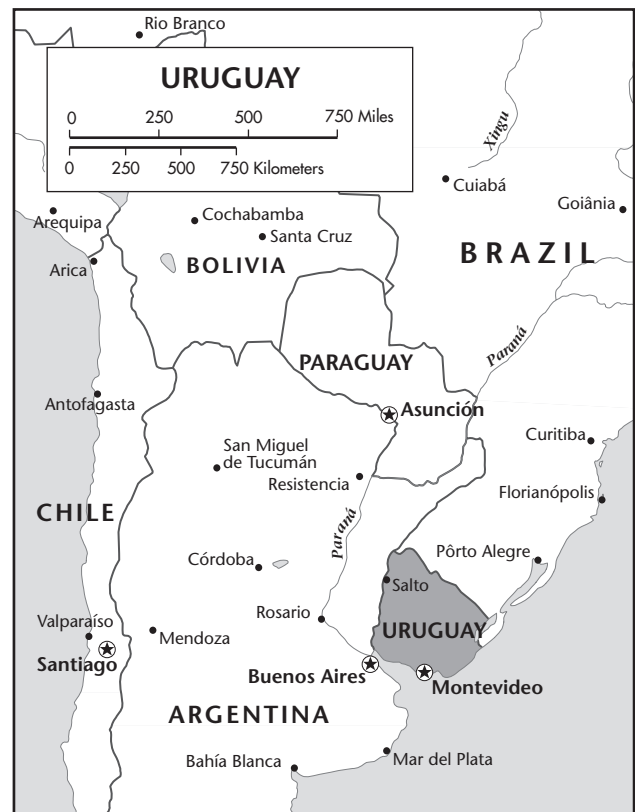 Rio Branco
URUGUAY
0 250 500 750 Miles
0 250 500 750 Kilometers
Xingu
Cuiabá
Goiânia
Arequipa
Cochabamba
Santa Cruz
BRAZIL
Arica
BOLIVIA
Paraná
PARAGUAY
Antofagasta
Asunción
Curitiba
San Miguel
de Tucumán
Resistencia
Florianópolis
CHILE
Paraná
Pôrto Alegre
Córdoba
Salto
Valparaíso
Rosario
Mendoza
URUGUAY
Santiago
Buenos Aires
Montevideo
ARGENTINA
Bahía Blanca
Mar del Plata